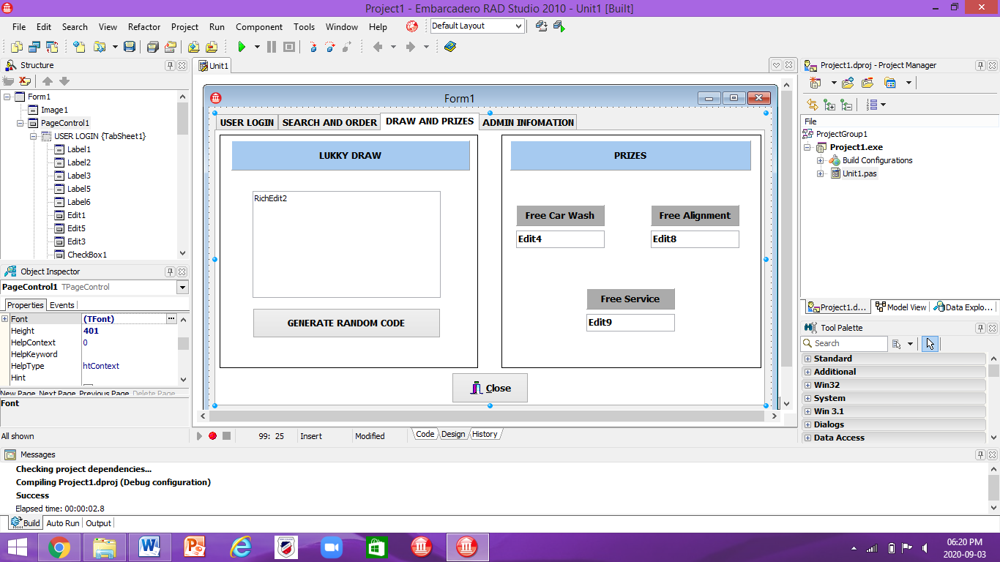 Project1 - Embarcadero RAD Studio 2010 - Unit1 [Built]
File Edit Search View Refactor Project Run Component Tools Window Help Default Layout
Structure
Form1
Image1
PageControl1
USER LOGIN {TabSheet1}
Label1
Label2
Label3
Label5
Label6
Edit1
Edit5
Edit3
CheckBox1
Object Inspector
PageControl1 TPageControl
Properties Events
Font (TFont)
Height 401
HelpContext 0
HelpKeyword
HelpType htContext
Hint
New Page Next Page Previous Page Delete Page
Font
All shown
Unit1
Form1
USER LOGIN SEARCH AND ORDER DRAW AND PRIZES ADMIN INFOMATION
LUKKY DRAW
RichEdit2
GENERATE RANDOM CODE
PRIZES
Free Car Wash Free Alignment
Edit4 Edit8
Free Service
Edit9
Close
99: 25 Insert Modified Code Design History
Project1.dproj - Project Manager
File
ProjectGroup1
Project1.exe
Build Configurations
Unit1.pas
Project1.d... Model View Data Explo...
Tool Palette
Search
Standard
Additional
Win32
System
Win 3.1
Dialogs
Data Access
Messages
Checking project dependencies...
Compiling Project1.dproj (Debug configuration)
Success
Elapsed time: 00:00:02.8
Build Auto Run Output
06:20 PM
2020-09-03